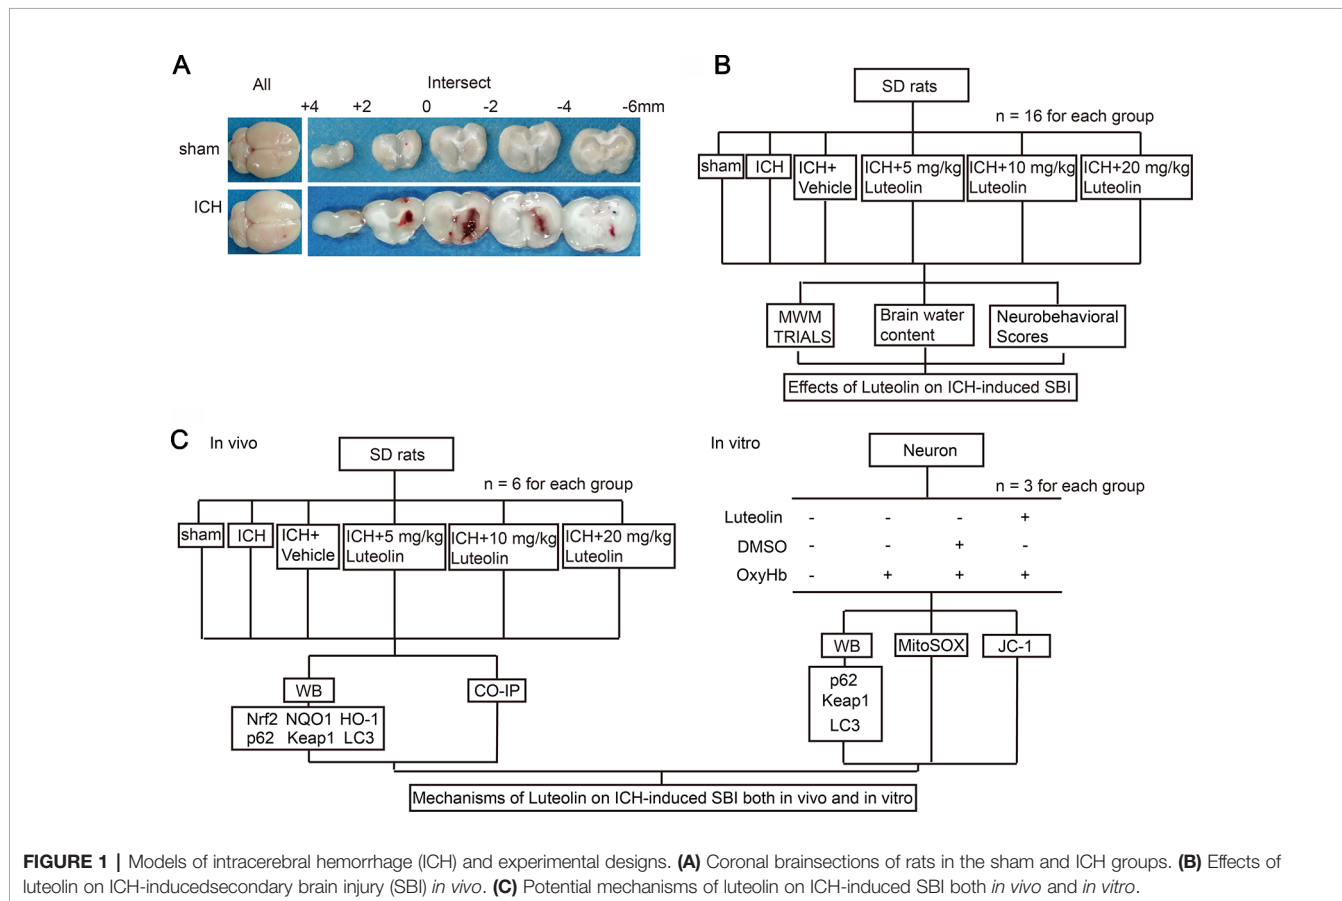 A
All
Intersect
+4 +2 0 -2 -4 -6mm
sham
ICH
B
SD rats
n = 16 for each group
sham
ICH
ICH+
Vehicle
ICH+5 mg/kg
Luteolin
ICH+10 mg/kg
Luteolin
ICH+20 mg/kg
Luteolin
MWM
TRIALS
Brain water
content
Neurobehavioral
Scores
Effects of Luteolin on ICH-induced SBI
C
In vivo
SD rats
n = 6 for each group
sham
ICH
ICH+
Vehicle
ICH+5 mg/kg
Luteolin
ICH+10 mg/kg
Luteolin
ICH+20 mg/kg
Luteolin
WB
CO-IP
Nrf2 NQO1 HO-1
p62 Keap1 LC3
In vitro
Neuron
n = 3 for each group
Luteolin - - - +
DMSO - - + -
OxyHb - + + +
WB
MitoSOX
JC-1
p62
Keap1
LC3
Mechanisms of Luteolin on ICH-induced SBI both in vivo and in vitro
FIGURE 1 | Models of intracerebral hemorrhage (ICH) and experimental designs. (A) Coronal brainsections of rats in the sham and ICH groups. (B) Effects of
luteolin on ICH-inducedsecondary brain injury (SBI) in vivo. (C) Potential mechanisms of luteolin on ICH-induced SBI both in vivo and in vitro.